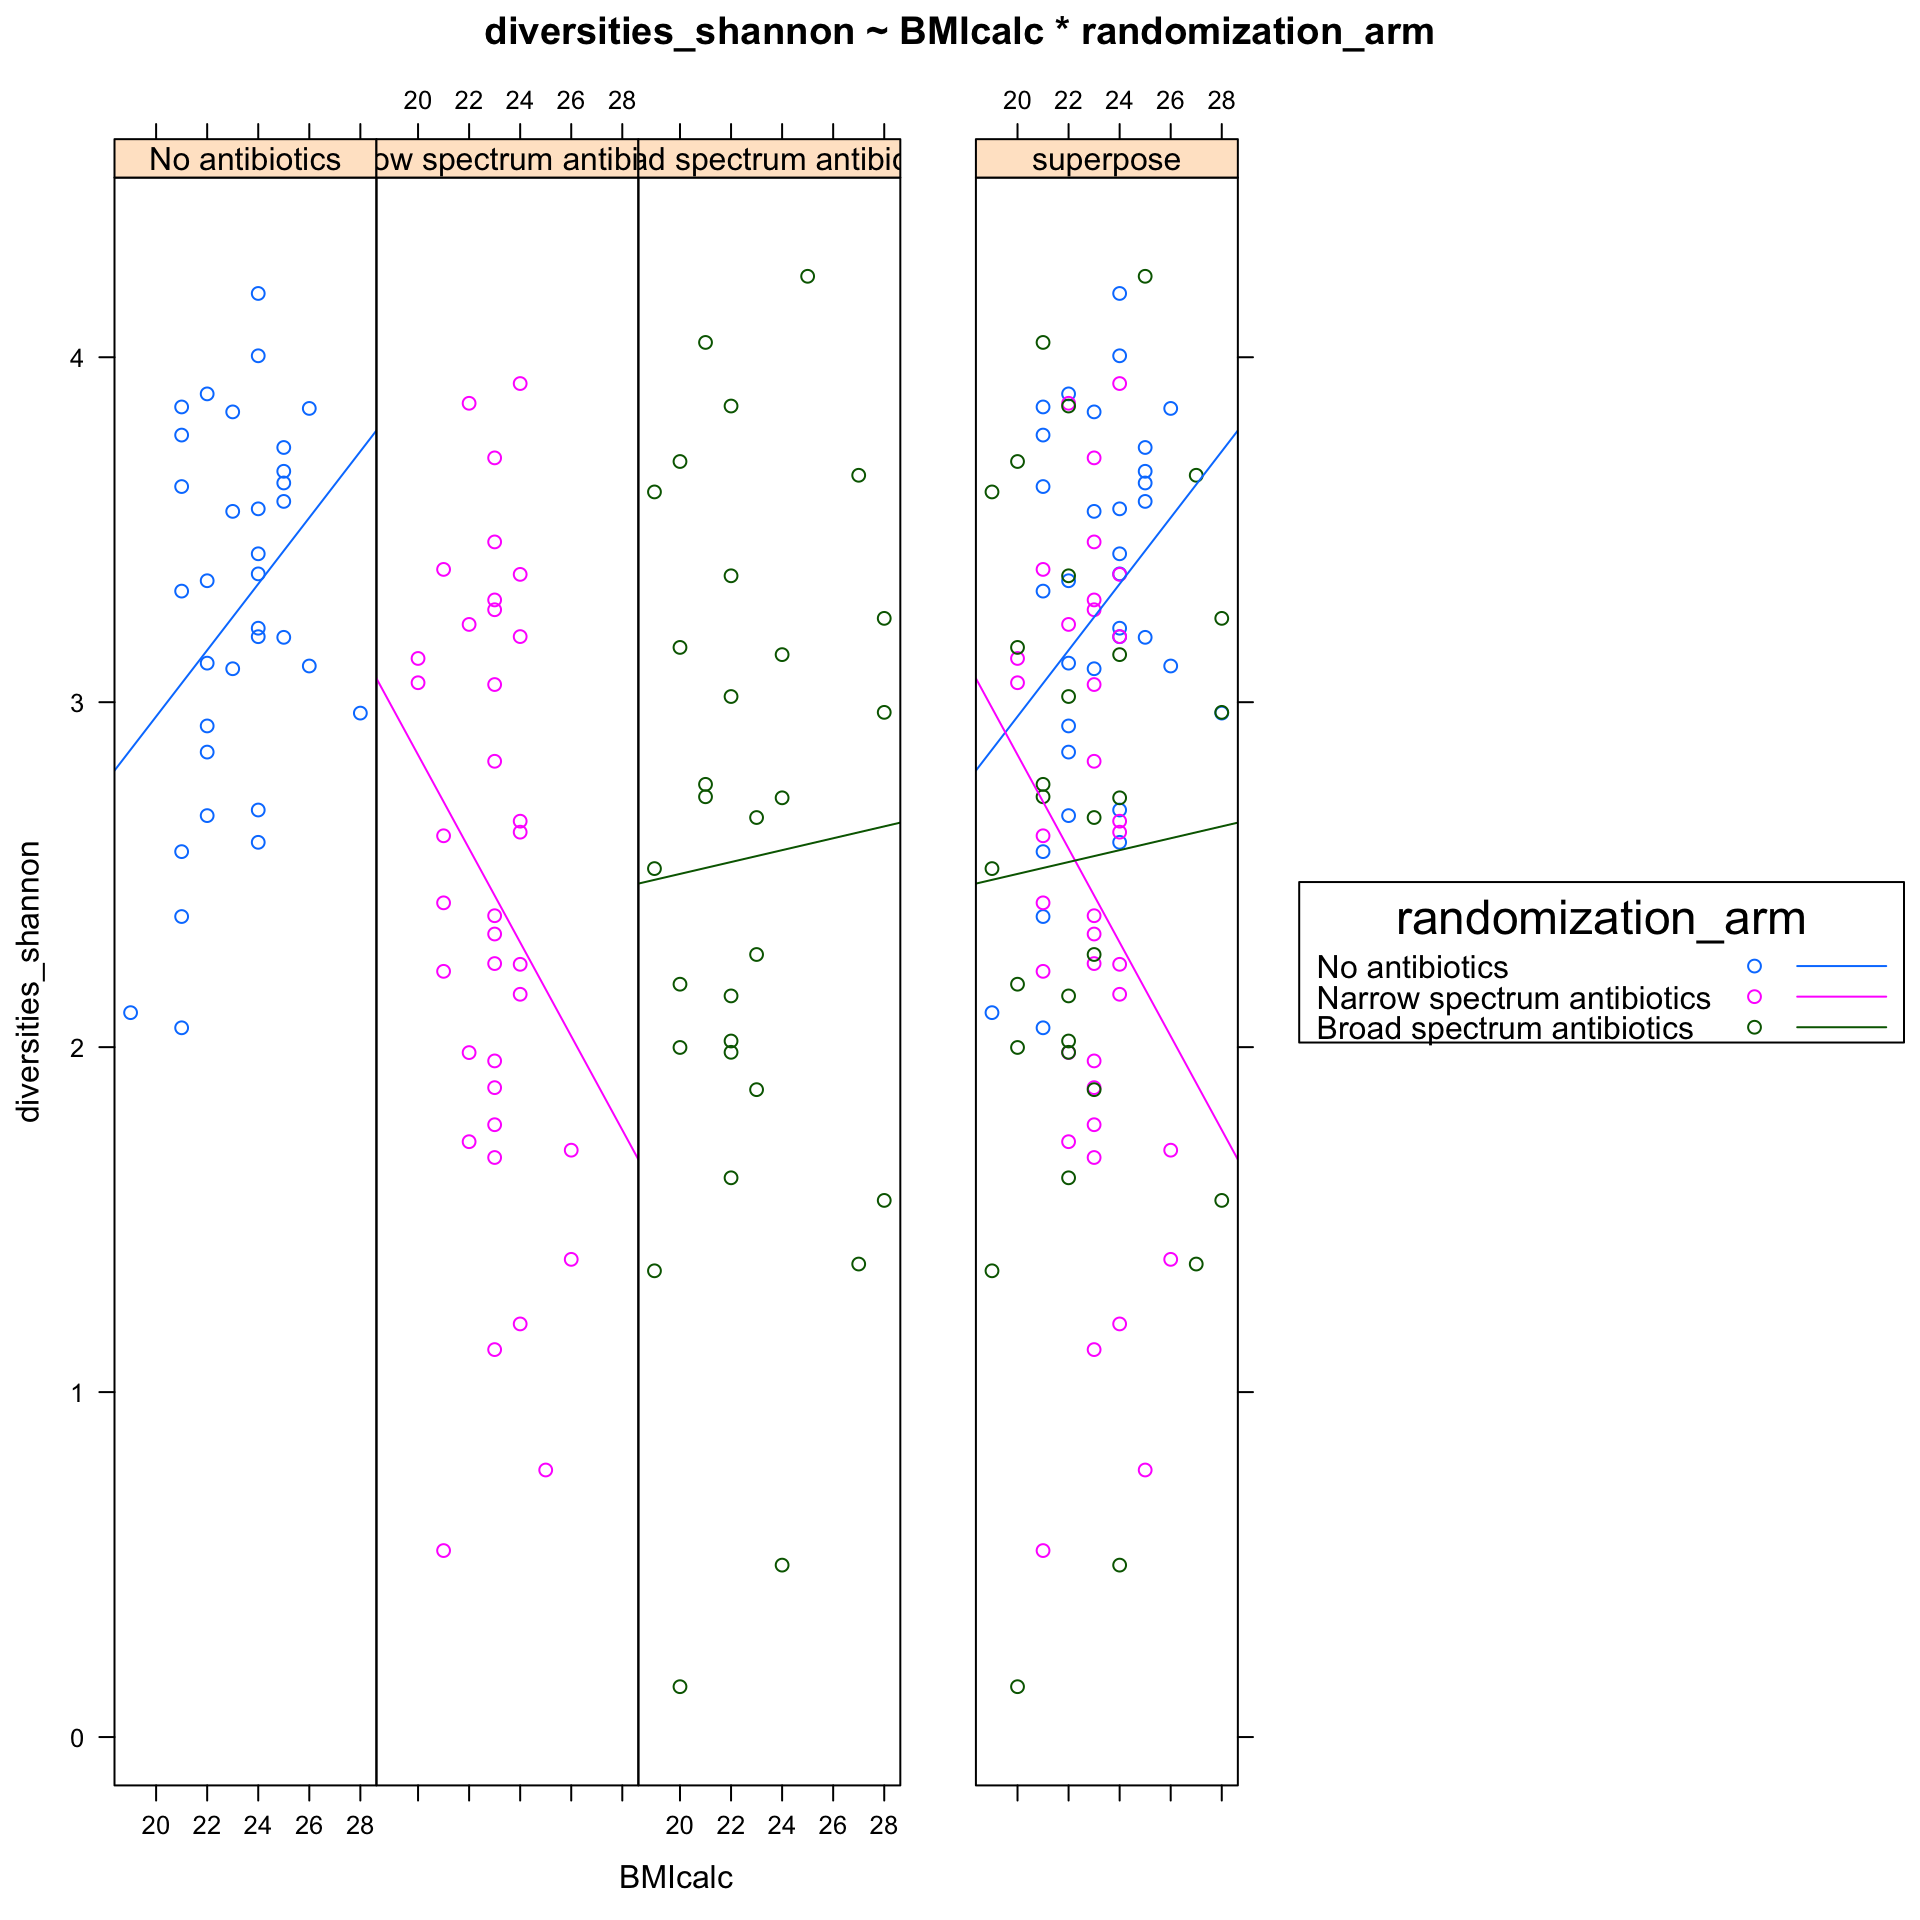 diversities_shannon ~ BMIcalc * randomization_arm
20 22 24 26 28 20 22 24 26 28
No antibiotics ow spectrum antiba ad spectrum antibio superpose
4
3
2
1
0
diversities_shannon
20 22 24 26 28 20 22 24 26 28
BMIcalc
randomization_arm
No antibiotics
Narrow spectrum antibiotics
Broad spectrum antibiotics